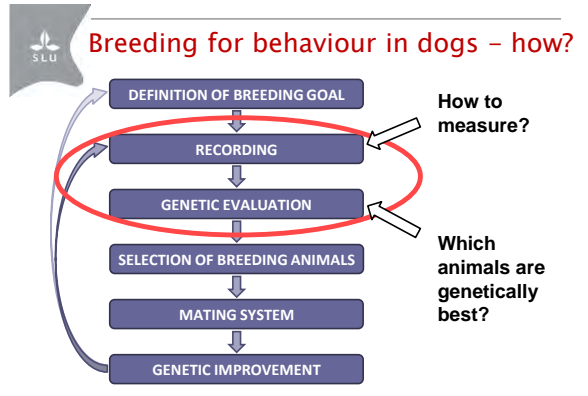 SLU
Breeding for behaviour in dogs – how?
DEFINITION OF BREEDING GOAL
How to
measure?
RECORDING
GENETIC EVALUATION
Which
animals are
genetically
best?
SELECTION OF BREEDING ANIMALS
MATING SYSTEM
GENETIC IMPROVEMENT